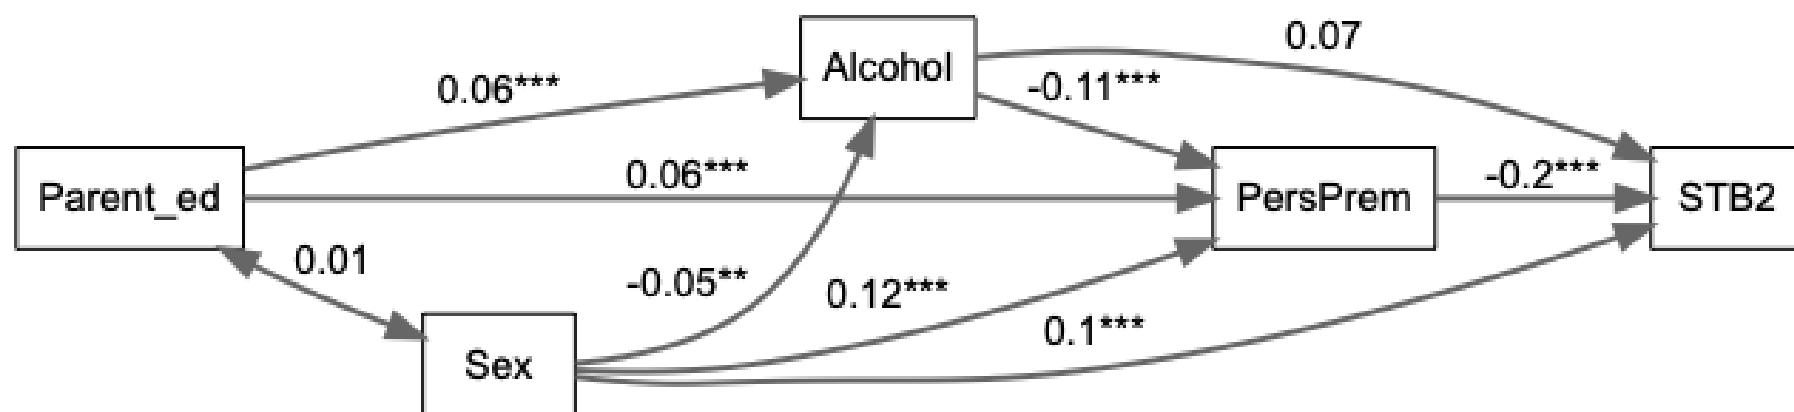 0.07
Alcohol
0.06***
-0.11***
0.06***
-0.2***
Parent_ed
PersPrem
STB2
0.01
-0.05**
0.12***
0.1***
Sex